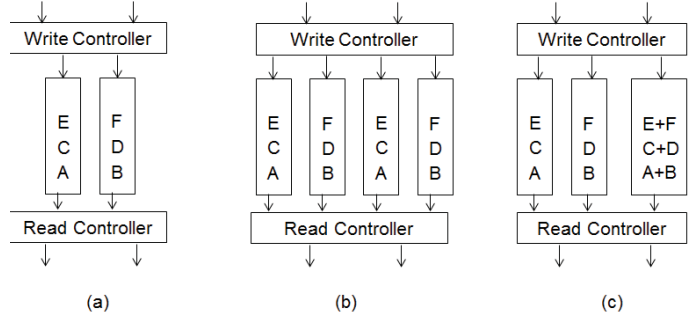 Write Controller
E
C
A
F
D
B
Read Controller
(a)
Write Controller
E
C
A
F
D
B
E
C
A
F
D
B
Read Controller
(b)
Write Controller
E
C
A
F
D
B
E+F
C+D
A+B
Read Controller
(c)